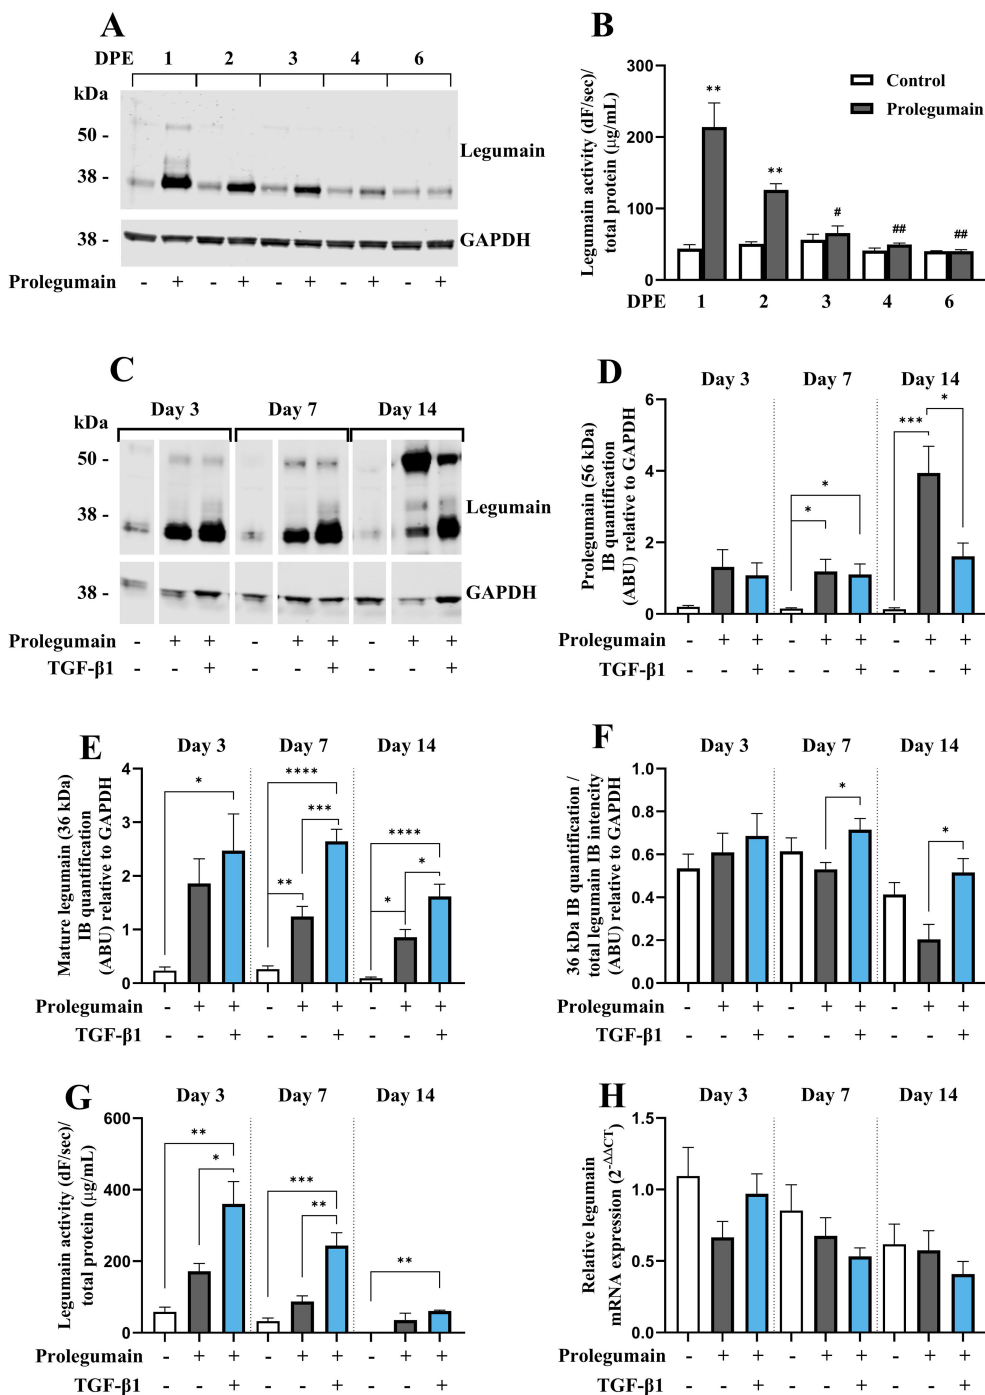 A
DPE 1 2 3 4 6
kDa
50 -
38 -
Legumain
38 -
GAPDH
Prolegumain - + - + - + - + - +
B
Legumain activity (dF/sec)/
total protein (µg/mL)
300
200
100
0
Control
Prolegumain
** ** # ## ##
DPE 1 2 3 4 6
C
Day 3 Day 7 Day 14
kDa
50 -
38 -
Legumain
38 -
GAPDH
Prolegumain - + + - + + - + +
TGF-β1 - - + - - + - - +
D
Day 3 Day 7 Day 14
Prolegumain (56 kDa)
IB quantification
(ABU) relative to GAPDH
6
4
2
0
* * *** *
Prolegumain - + + - + + - + +
TGF-β1 - - + - - + - - +
E
Day 3 Day 7 Day 14
Mature legumain (36 kDa)
IB quantification
(ABU) relative to GAPDH
4
3
2
1
0
* **** *** ** **** * *
Prolegumain - + + - + + - + +
TGF-β1 - - + - - + - - +
F
Day 3 Day 7 Day 14
36 kDa IB quantification /
total legumain IB intencity
(ABU) relative to GAPDH
1.0
0.8
0.6
0.4
0.2
0.0
* *
Prolegumain - + + - + + - + +
TGF-β1 - - + - - + - - +
G
Day 3 Day 7 Day 14
Legumain activity (dF/sec)/
total protein (µg/mL)
600
400
200
0
** * *** ** **
Prolegumain - + + - + + - + +
TGF-β1 - - + - - + - - +
H
Day 3 Day 7 Day 14
Relative legumain
mRNA expression (2^-ΔΔCT)
1.5
1.0
0.5
0.0
Prolegumain - + + - + + - + +
TGF-β1 - - + - - + - - +